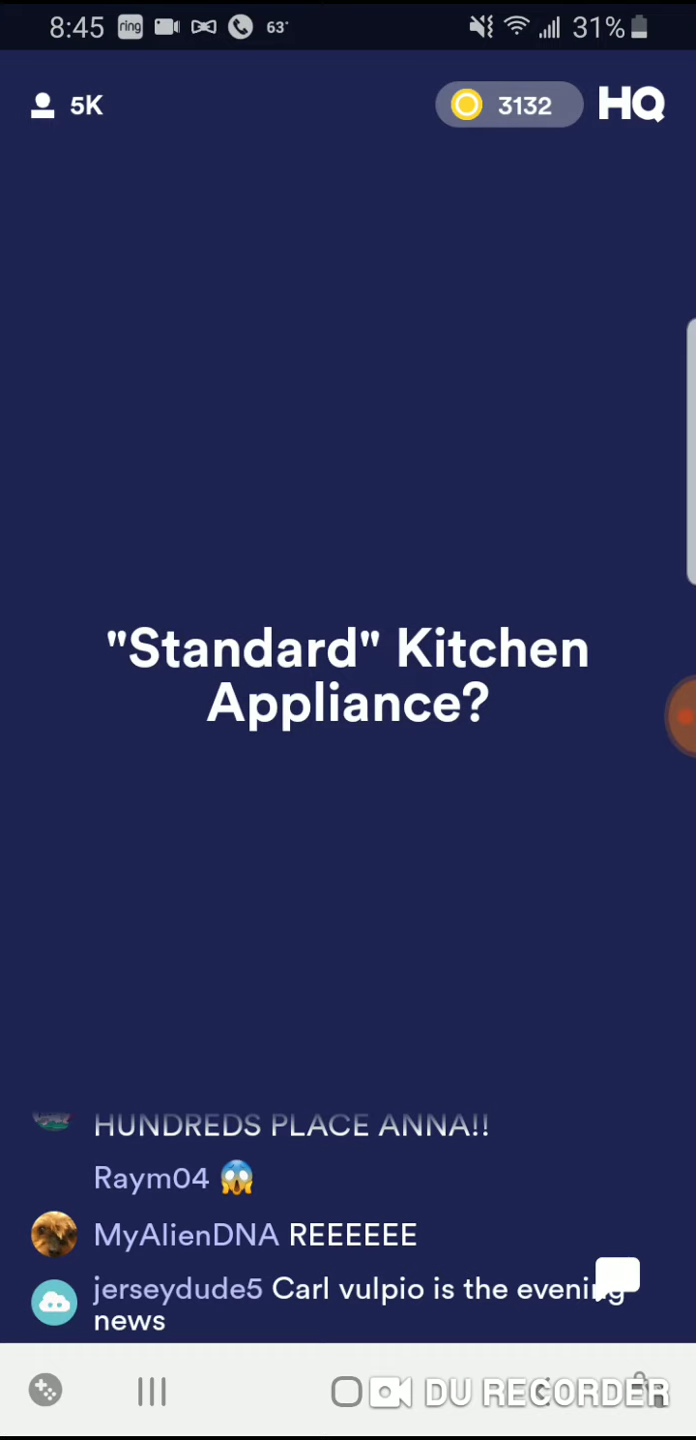 8:45 ring 63° 31%
5K 3132 HQ
"Standard" Kitchen
Appliance?
HUNDREDS PLACE ANNA!!
Raym04 😱
MyAlienDNA REEEEEE
jerseydude5 Carl vulpio is the evening
news
DU RECORDER